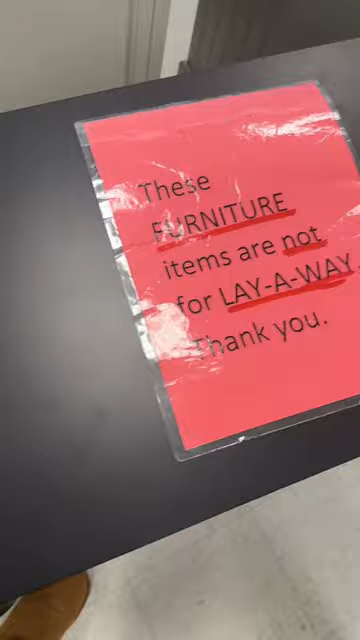 These
FURNITURE
items are not
for LAY-A-WAY.
Thank you.